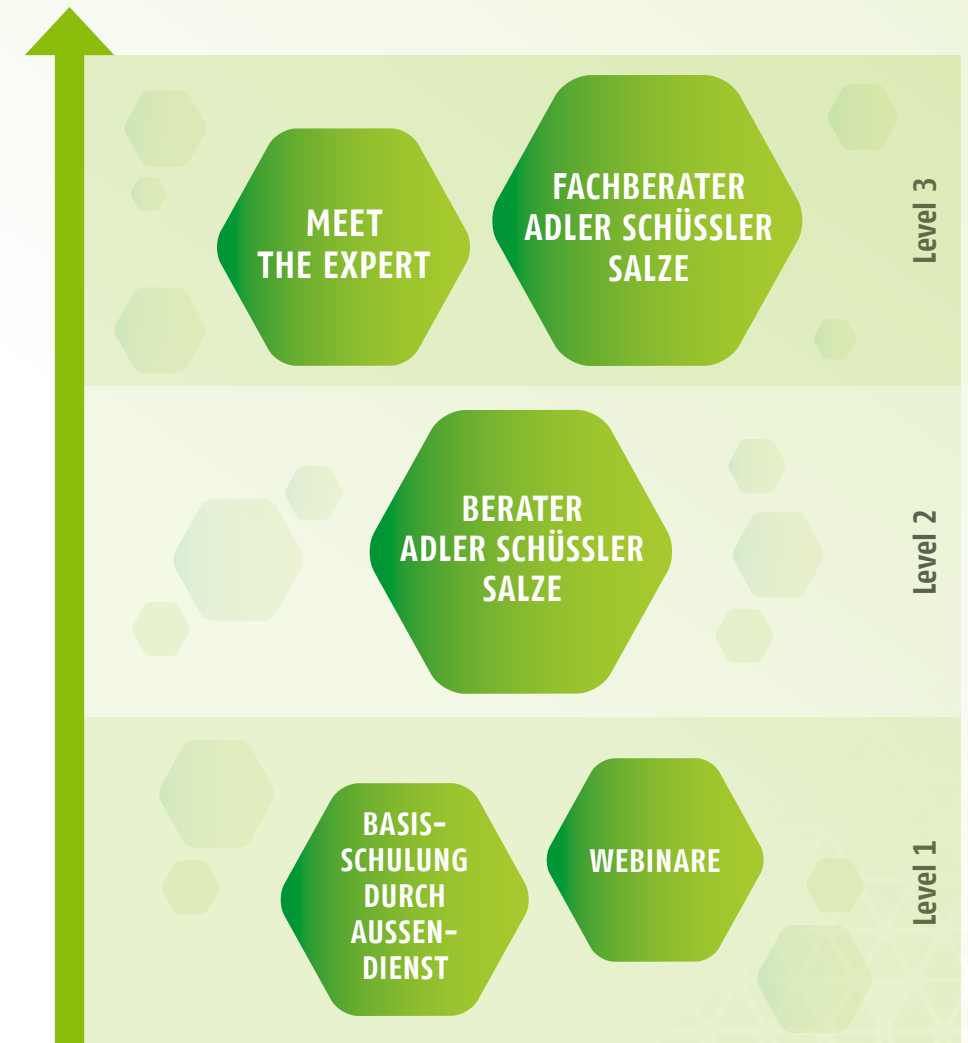 MEET
THE EXPERT
FACHBERATER
ADLER SCHÜSSLER
SALZE
Level 3
BERATER
ADLER SCHÜSSLER
SALZE
Level 2
BASIS-
SCHULUNG
DURCH
AUSSEN-
DIENST
WEBINARE
Level 1